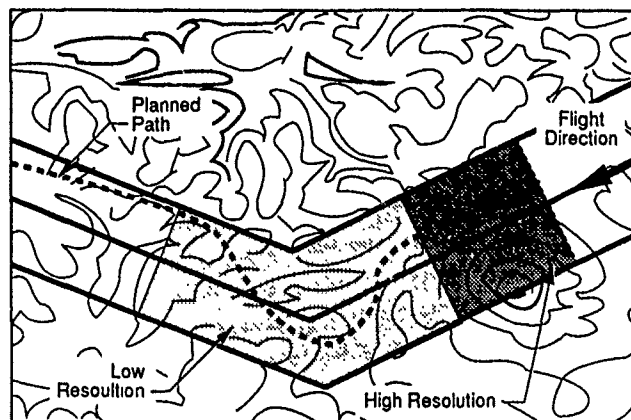 Planned
Path
Flight
Direction
Low
Resoultion
High Resolution